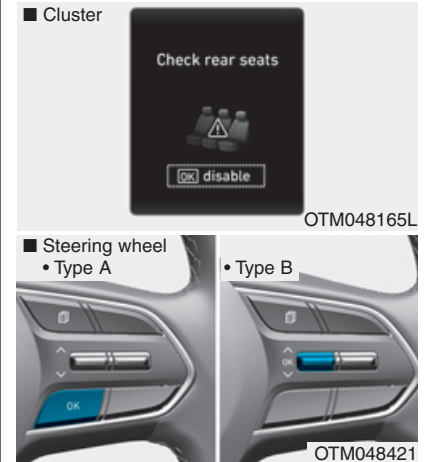 ■ Cluster
Check rear seats
OK disable
OTM048165L
■ Steering wheel
• Type A
• Type B
OK
OK
OTM048421